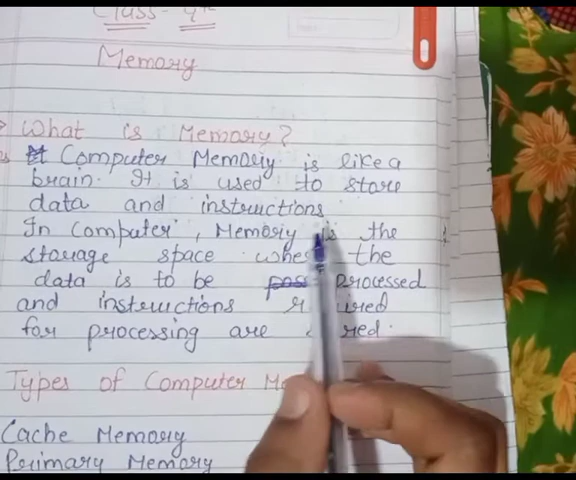 Class - 4th
Memory
What is Memory?
Computer Memory is like a
brain. It is used to store
data and instructions
In Computer, Memory is the
storage space where the
data is to be processed
and instructions
for processing are
Types of Computer
Cache Memory
Primary Memory